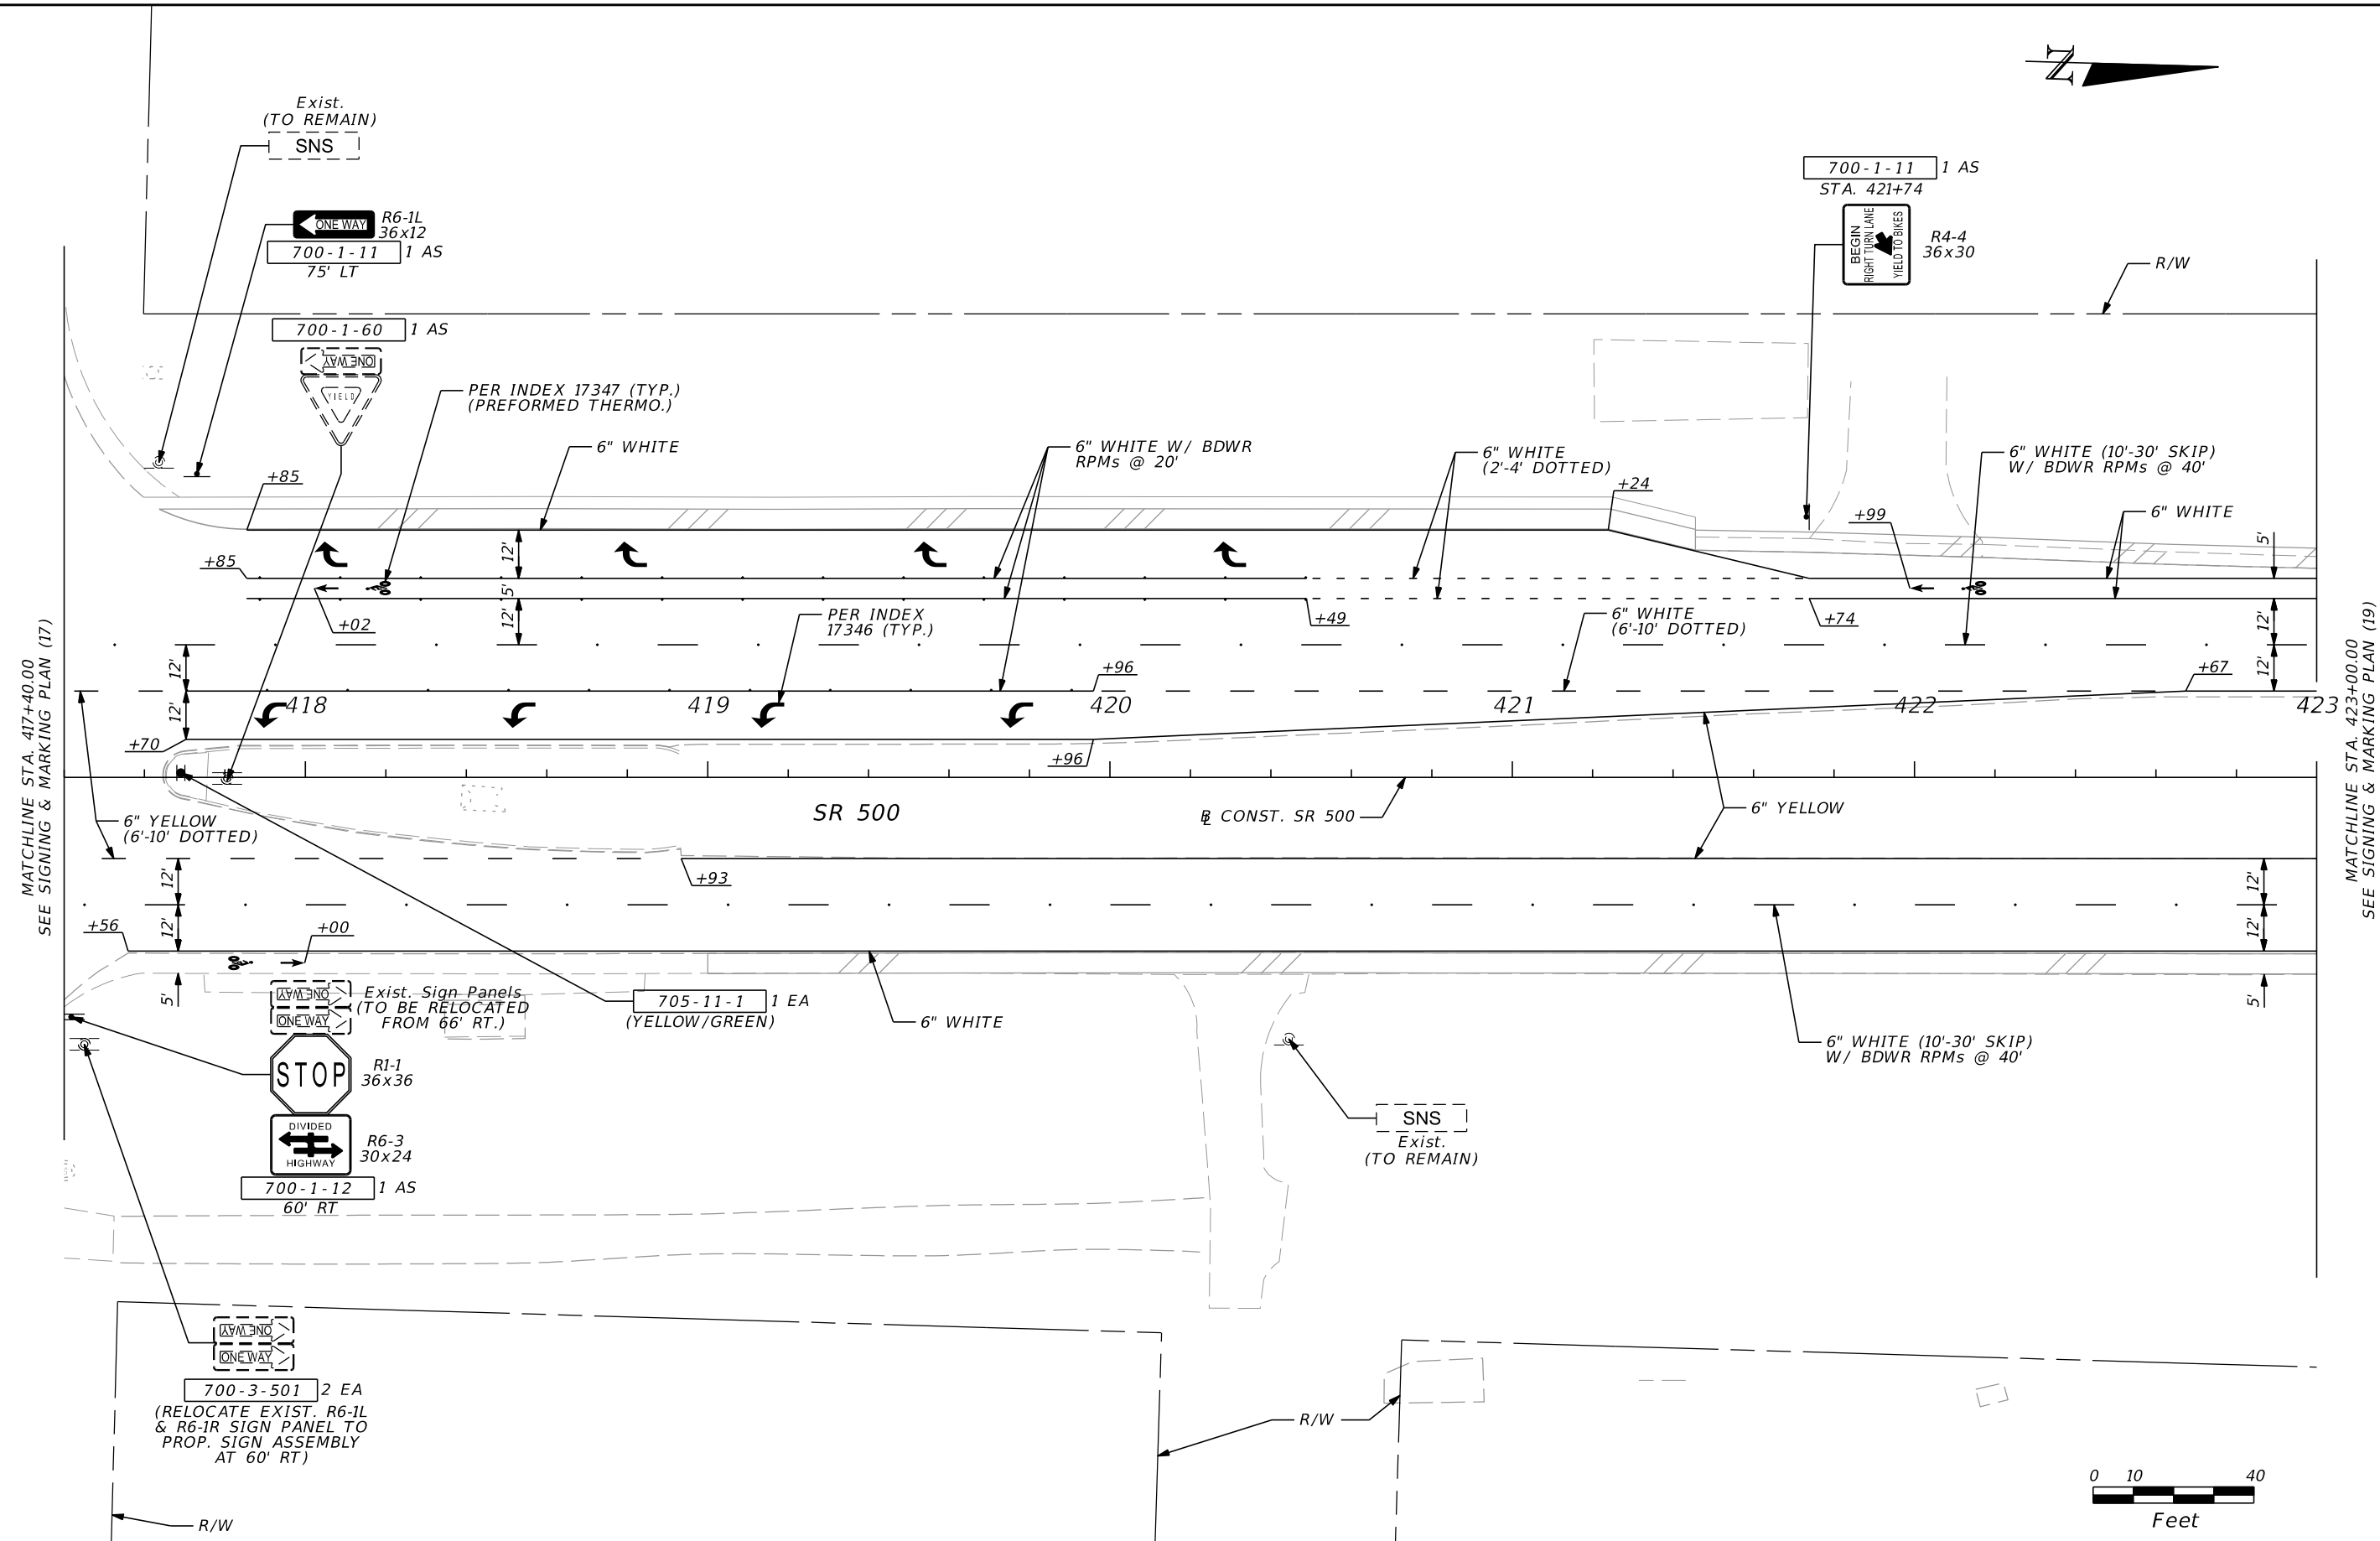 N
Exist.
(TO REMAIN)
SNS
ONE WAY
R6-1L
36x12
700-1-11
1 AS
75' LT
700-1-60
1 AS
ONE WAY
YIELD
PER INDEX 17347 (TYP.)
(PREFORMED THERMO.)
6" WHITE
6" WHITE W/ BDWR
RPMs @ 20'
6" WHITE
(2'-4' DOTTED)
700-1-11
1 AS
STA. 421+74
BEGIN
RIGHT TURN LANE
YIELD TO BIKES
R4-4
36x30
R/W
6" WHITE (10'-30' SKIP)
W/ BDWR RPMs @ 40'
+85
+24
+99
6" WHITE
5'
+85
12'
5'
12'
+02
PER INDEX
17346 (TYP.)
+49
6" WHITE
(6'-10' DOTTED)
+74
12'
12'
+67
12'
12'
+96
418
419
420
421
422
423
+70
+96
MATCHLINE STA. 417+40.00
SEE SIGNING & MARKING PLAN (17)
MATCHLINE STA. 423+00.00
SEE SIGNING & MARKING PLAN (19)
6" YELLOW
(6'-10' DOTTED)
SR 500
BL CONST. SR 500
6" YELLOW
12'
12'
+93
12'
12'
+56
+00
5'
5'
ONE WAY
ONE WAY
Exist. Sign Panels
(TO BE RELOCATED
FROM 66' RT.)
705-11-1
1 EA
(YELLOW/GREEN)
6" WHITE
6" WHITE (10'-30' SKIP)
W/ BDWR RPMs @ 40'
STOP
R1-1
36x36
DIVIDED
HIGHWAY
R6-3
30x24
700-1-12
1 AS
60' RT
SNS
Exist.
(TO REMAIN)
ONE WAY
ONE WAY
700-3-501
2 EA
(RELOCATE EXIST. R6-1L
& R6-1R SIGN PANEL TO
PROP. SIGN ASSEMBLY
AT 60' RT)
R/W
R/W
0 10 40
Feet